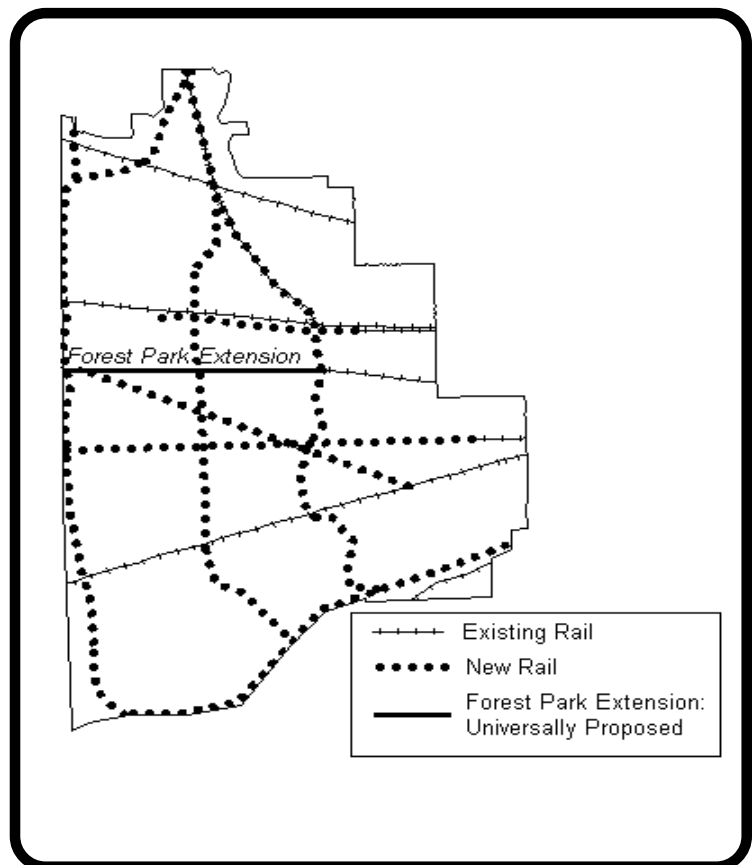 Forest Park Extension
Existing Rail
New Rail
Forest Park Extension:
Universally Proposed